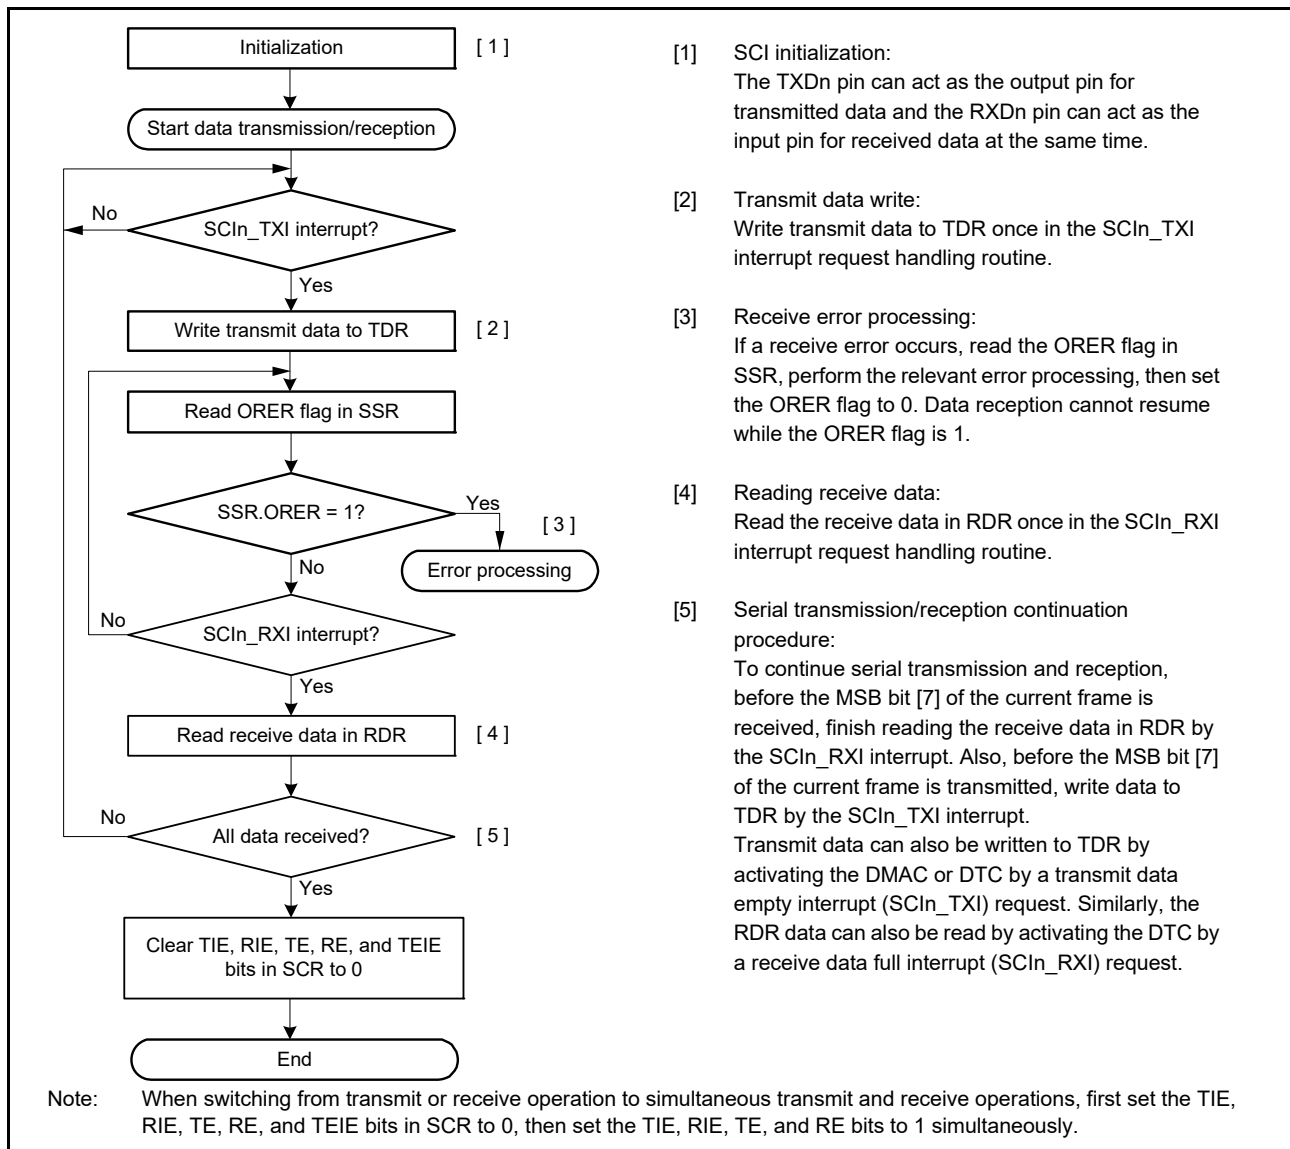 Initialization
[ 1 ]
Start data transmission/reception
No
SCIn_TXI interrupt?
Yes
Write transmit data to TDR
[ 2 ]
Read ORER flag in SSR
SSR.ORER = 1?
Yes
[ 3 ]
Error processing
No
No
SCIn_RXI interrupt?
Yes
Read receive data in RDR
[ 4 ]
No
All data received?
[ 5 ]
Yes
Clear TIE, RIE, TE, RE, and TEIE
bits in SCR to 0
End
[1] SCI initialization:
The TXDn pin can act as the output pin for
transmitted data and the RXDn pin can act as the
input pin for received data at the same time.
[2] Transmit data write:
Write transmit data to TDR once in the SCIn_TXI
interrupt request handling routine.
[3] Receive error processing:
If a receive error occurs, read the ORER flag in
SSR, perform the relevant error processing, then set
the ORER flag to 0. Data reception cannot resume
while the ORER flag is 1.
[4] Reading receive data:
Read the receive data in RDR once in the SCIn_RXI
interrupt request handling routine.
[5] Serial transmission/reception continuation
procedure:
To continue serial transmission and reception,
before the MSB bit [7] of the current frame is
received, finish reading the receive data in RDR by
the SCIn_RXI interrupt. Also, before the MSB bit [7]
of the current frame is transmitted, write data to
TDR by the SCIn_TXI interrupt.
Transmit data can also be written to TDR by
activating the DMAC or DTC by a transmit data
empty interrupt (SCIn_TXI) request. Similarly, the
RDR data can also be read by activating the DTC by
a receive data full interrupt (SCIn_RXI) request.
Note: When switching from transmit or receive operation to simultaneous transmit and receive operations, first set the TIE,
RIE, TE, RE, and TEIE bits in SCR to 0, then set the TIE, RIE, TE, and RE bits to 1 simultaneously.